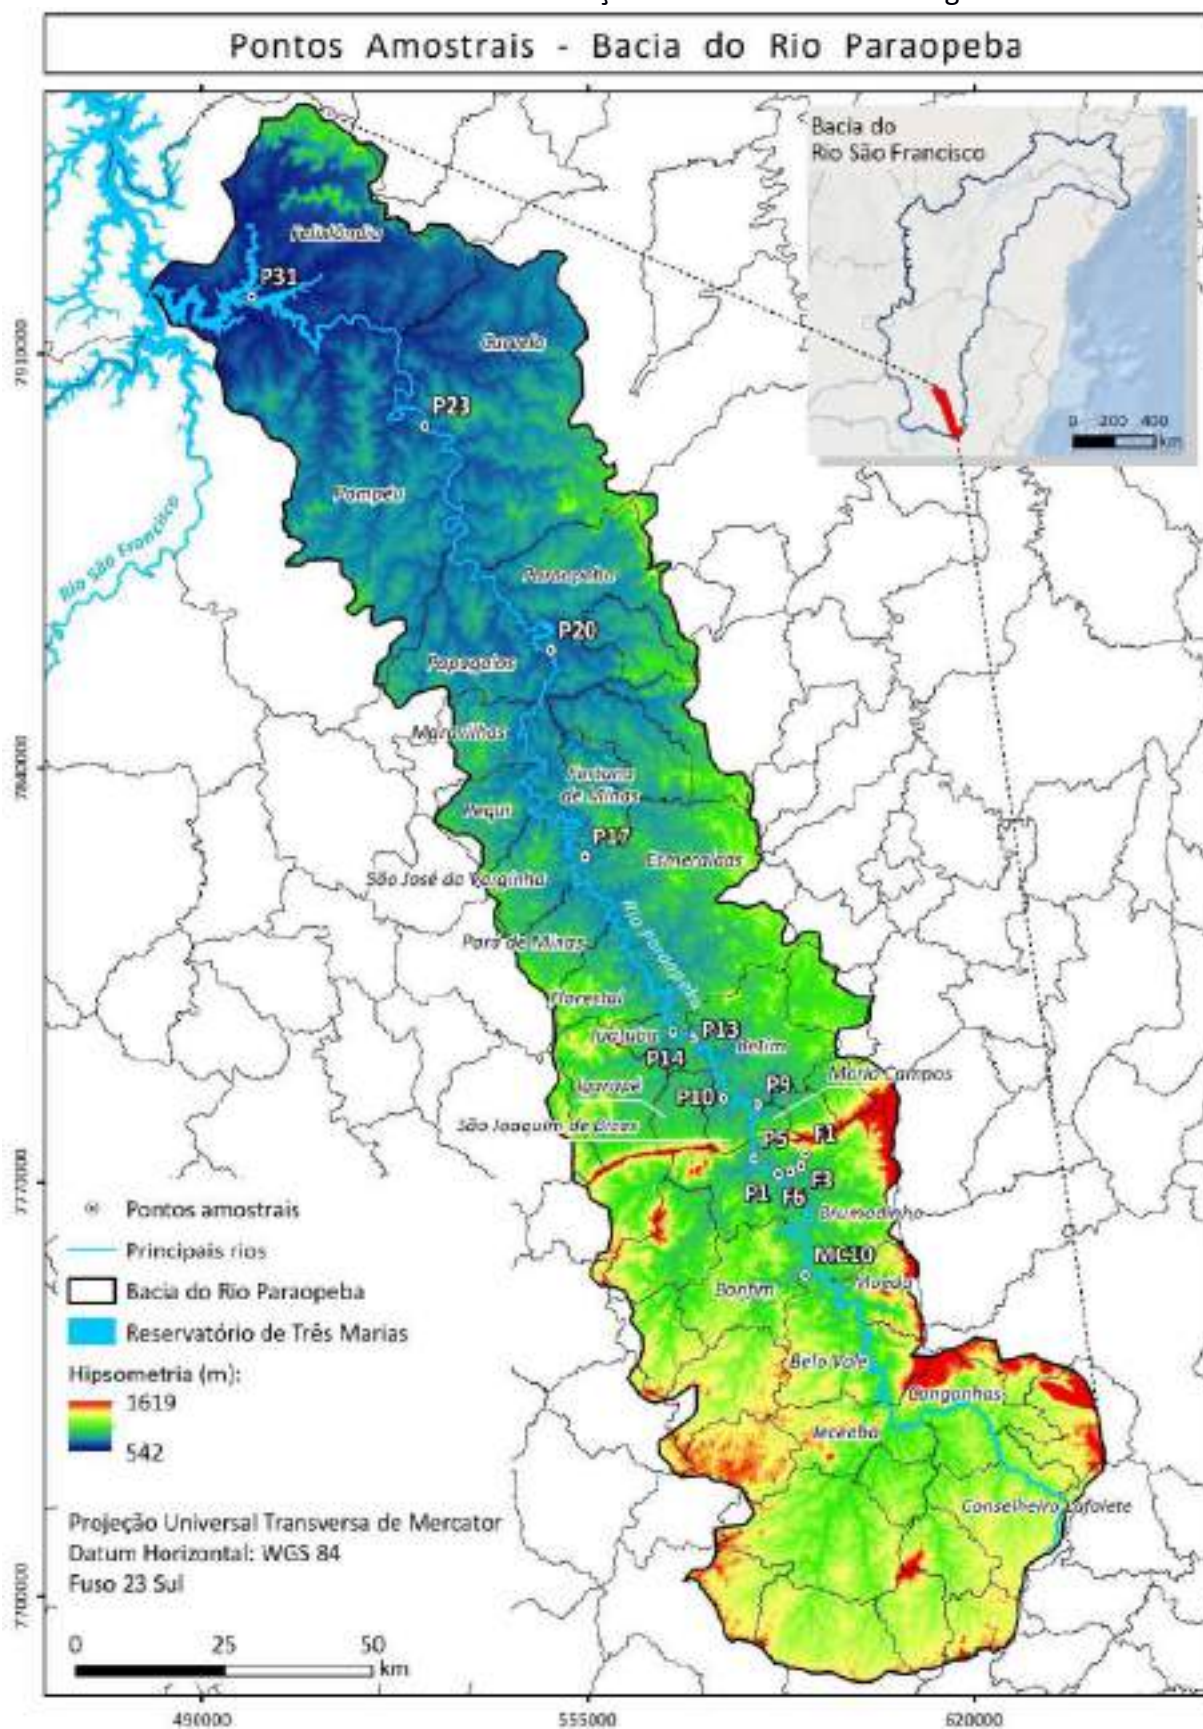 Pontos Amostrais - Bacia do Rio Paraopeba
Bacia do
Rio São Francisco
0 200 400
km
P31
Curvelo
P23
Pompéu
Rio São Francisco
Paraopeba
P20
Papagaios
Maravilhas
Fortuna
de Minas
Pequi
P17
Esmeraldas
São José da Varginha
Rio Paraopeba
Pará de Minas
Florestal
Juatuba
P13
P14
Betim
Igarapé
P10
P9
Mário Campos
São Joaquim de Bicas
P5
F1
P1
F6
F3
Brumadinho
MC10
Bonfim
Moeda
Belo Vale
Congonhas
Jeceaba
Conselheiro Lafaiete
Pontos amostrais
Principais rios
Bacia do Rio Paraopeba
Reservatório de Três Marias
Hipsometria (m):
1619
542
Projeção Universal Transversa de Mercator
Datum Horizontal: WGS 84
Fuso 23 Sul
0 25 50
km
7910000
7840000
7770000
7700000
490000 555000 620000